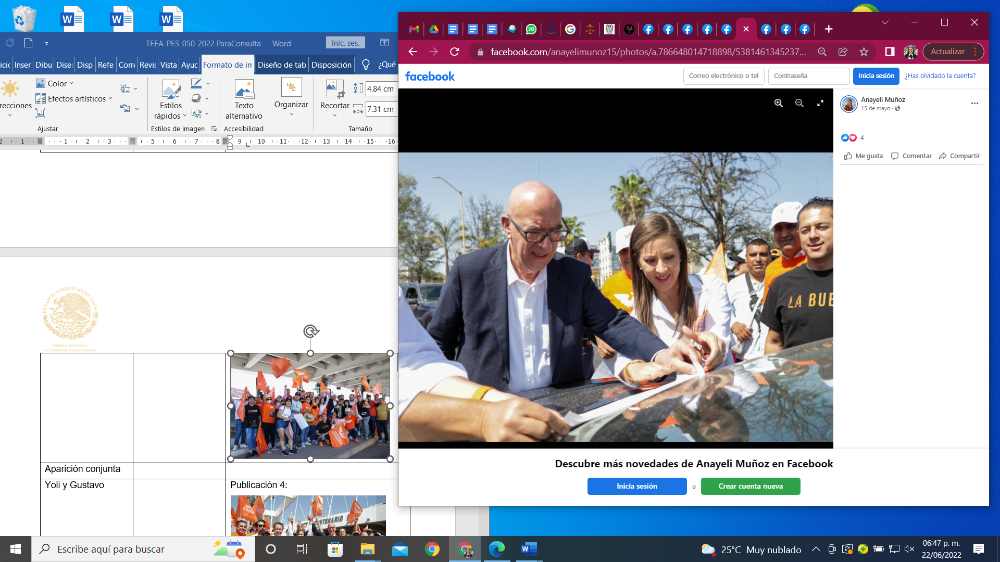 TEEA-PES-050-2022 ParaConsulta - Word
Inic. ses.
Inser
Dibu
Disp
Refe
Vista
Formato de im
Diseño de tab
Disposición
¿Qué
Color
Efectos artísticos
recciones
Ajustar
Estilos rápidos
Estilos de imagen
Texto alternativo
Accesibilidad
Organizar
Recortar
4.84 cm
7.31 cm
Tamaño
2 1 1 2 3 5 6 7 8 9 10 11 12 13 14 15 16
ESTADOS UNIDOS MEXICANOS
TRIBUNAL ELECTORAL
DEL ESTADO DE AGUASCALIENTES
Aparición conjunta
Yoli y Gustavo
Publicación 4:
20
facebook.com/anayelimunoz15/photos/a.786648014718898/5381461345237...
Actualizar
facebook
Correo electrónico o tel
Contraseña
Inicia sesión
¿Has olvidado la cuenta?
Anayeli Muñoz
15 de mayo ·
4
Me gusta
Comentar
Compartir
LA BUE
Descubre más novedades de Anayeli Muñoz en Facebook
Inicia sesión
o
Crear cuenta nueva
Escribe aquí para buscar
25°C Muy nublado
06:47 p. m.
22/06/2022